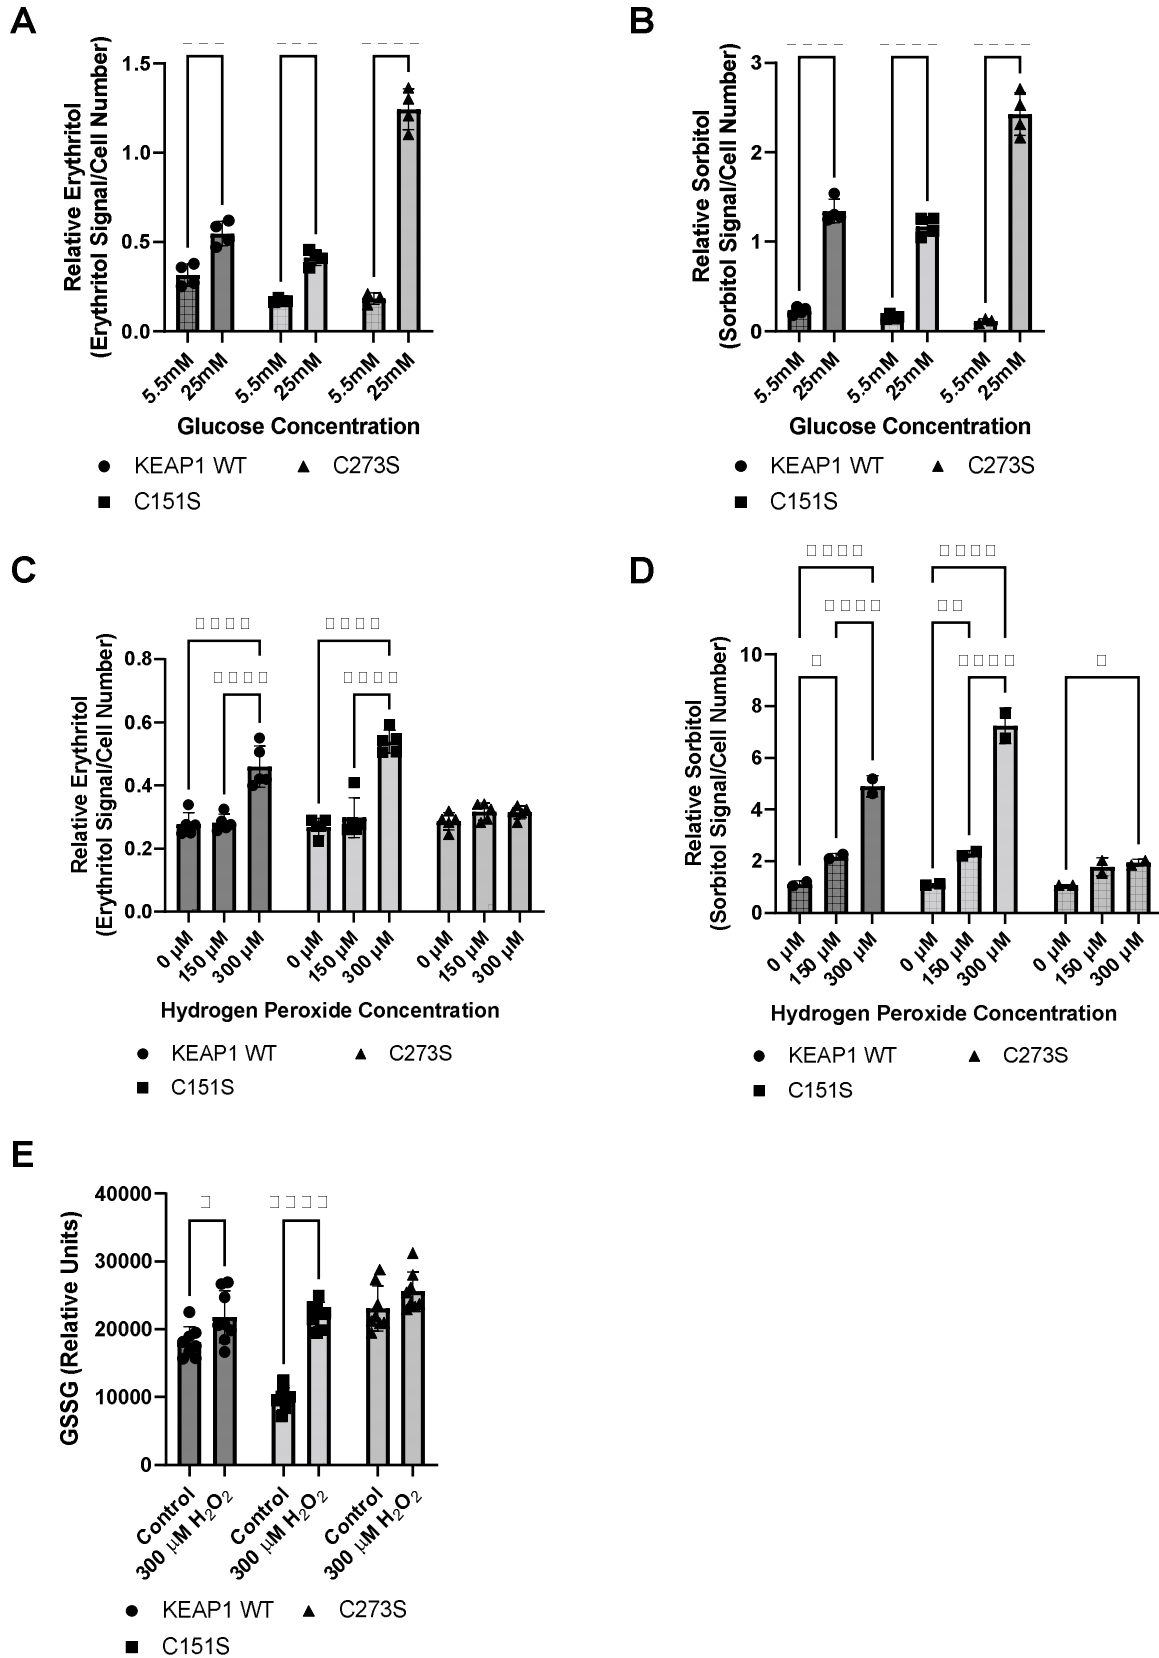 A
Relative Erythritol
(Erythritol Signal/Cell Number)
1.5
1.0
0.5
0.0
5.5mM 25mM 5.5mM 25mM 5.5mM 25mM
Glucose Concentration
KEAP1 WT C273S
C151S
B
Relative Sorbitol
(Sorbitol Signal/Cell Number)
3
2
1
0
5.5mM 25mM 5.5mM 25mM 5.5mM 25mM
Glucose Concentration
KEAP1 WT C273S
C151S
C
Relative Erythritol
(Erythritol Signal/Cell Number)
0.8
0.6
0.4
0.2
0.0
0 µM 150 µM 300 µM 0 µM 150 µM 300 µM 0 µM 150 µM 300 µM
Hydrogen Peroxide Concentration
KEAP1 WT C273S
C151S
D
Relative Sorbitol
(Sorbitol Signal/Cell Number)
10
8
6
4
2
0
0 µM 150 µM 300 µM 0 µM 150 µM 300 µM 0 µM 150 µM 300 µM
Hydrogen Peroxide Concentration
KEAP1 WT C273S
C151S
E
GSSG (Relative Units)
40000
30000
20000
10000
0
Control 300 µM H₂O₂ Control 300 µM H₂O₂ Control 300 µM H₂O₂
KEAP1 WT C273S
C151S